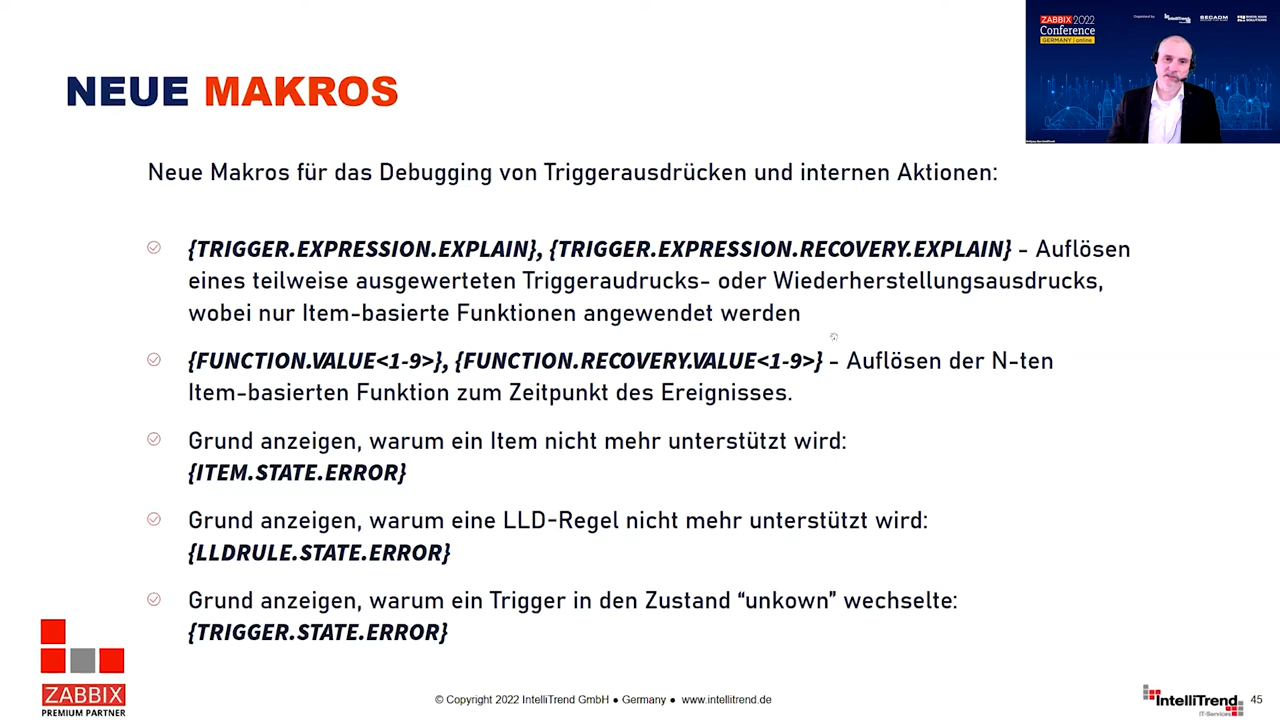 ZABBIX 2022
Conference
GERMANY | online
Organised by
IntelliTrend
SECADM
NEUE MAKROS
Neue Makros für das Debugging von Triggerausdrücken und internen Aktionen:
{TRIGGER.EXPRESSION.EXPLAIN}, {TRIGGER.EXPRESSION.RECOVERY.EXPLAIN} - Auflösen
eines teilweise ausgewerteten Triggeraudrucks- oder Wiederherstellungsausdrucks,
wobei nur Item-basierte Funktionen angewendet werden
{FUNCTION.VALUE<1-9>}, {FUNCTION.RECOVERY.VALUE<1-9>} - Auflösen der N-ten
Item-basierten Funktion zum Zeitpunkt des Ereignisses.
Grund anzeigen, warum ein Item nicht mehr unterstützt wird:
{ITEM.STATE.ERROR}
Grund anzeigen, warum eine LLD-Regel nicht mehr unterstützt wird:
{LLDRULE.STATE.ERROR}
Grund anzeigen, warum ein Trigger in den Zustand “unkown” wechselte:
{TRIGGER.STATE.ERROR}
ZABBIX
PREMIUM PARTNER
© Copyright 2022 IntelliTrend GmbH ● Germany ● www.intellitrend.de
IntelliTrend
IT-Services
45